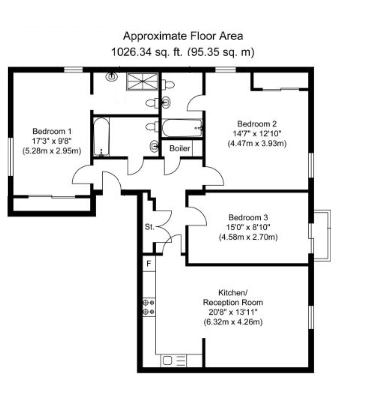 Approximate Floor Area
1026.34 sq. ft. (95.35 sq. m)
Bedroom 1
17'3" x 9'8"
(5.28m x 2.95m)
Bedroom 2
14'7" x 12'10"
(4.47m x 3.93m)
Boiler
Bedroom 3
15'0" x 8'10"
(4.58m x 2.70m)
St.
F
Kitchen/
Reception Room
20'8" x 13'11"
(6.32m x 4.26m)